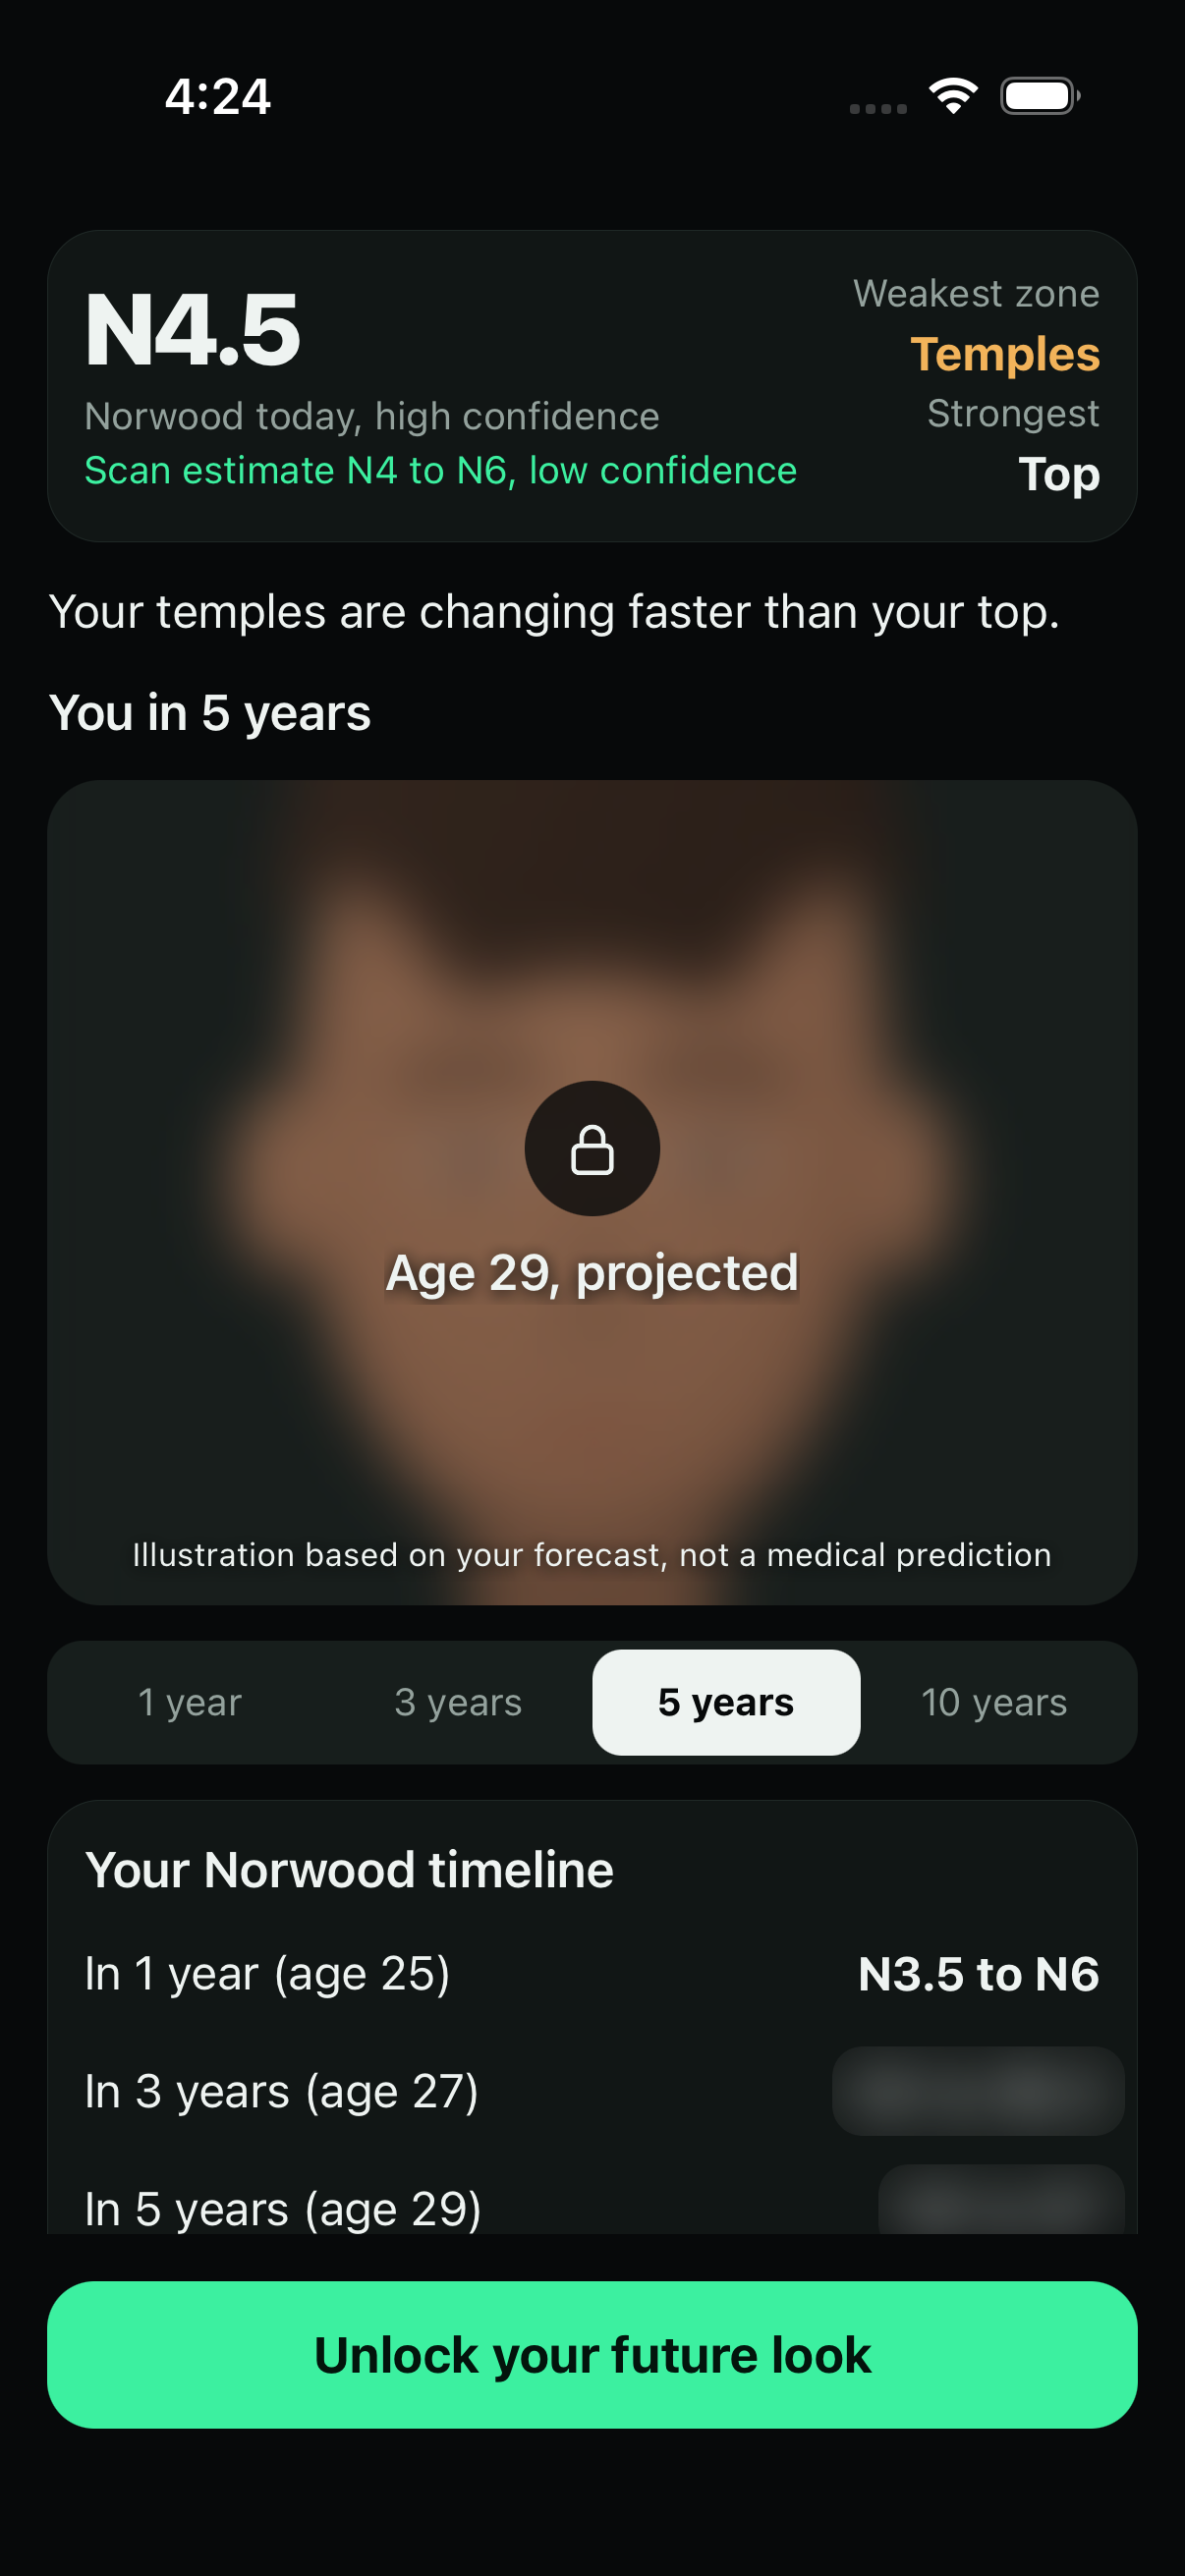 4:24
N4.5
Norwood today, high confidence
Scan estimate N4 to N6, low confidence
Weakest zone
Temples
Strongest
Top
Your temples are changing faster than your top.
You in 5 years
Age 29, projected
Illustration based on your forecast, not a medical prediction
1 year
3 years
5 years
10 years
Your Norwood timeline
In 1 year (age 25)
N3.5 to N6
In 3 years (age 27)
In 5 years (age 29)
Unlock your future look